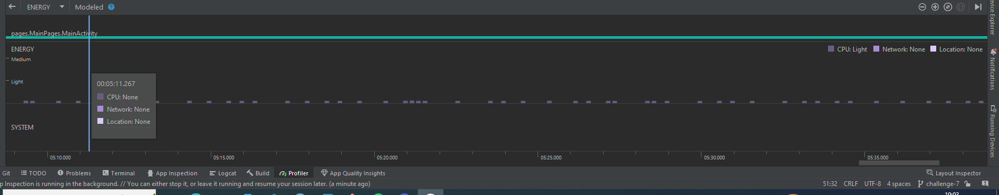 ENERGY Modeled ?
pages.MainPages.MainActivity
ENERGY CPU: Light Network: None Location: None
Medium
Light
00:05:11.267
CPU: None
Network: None
Location: None
SYSTEM
05:10.000 05:15.000 05:20.000 05:25.000 05:30.000 05:35.000
Git TODO Problems Terminal App Inspection Logcat Build Profiler App Quality Insights Layout Inspector
p Inspection is running in the background. // You can either stop it, or leave it running and resume your session later. (a minute ago) 51:32 CRLF UTF-8 4 spaces challenge-7
evice Explorer
Notifications
Running Devices